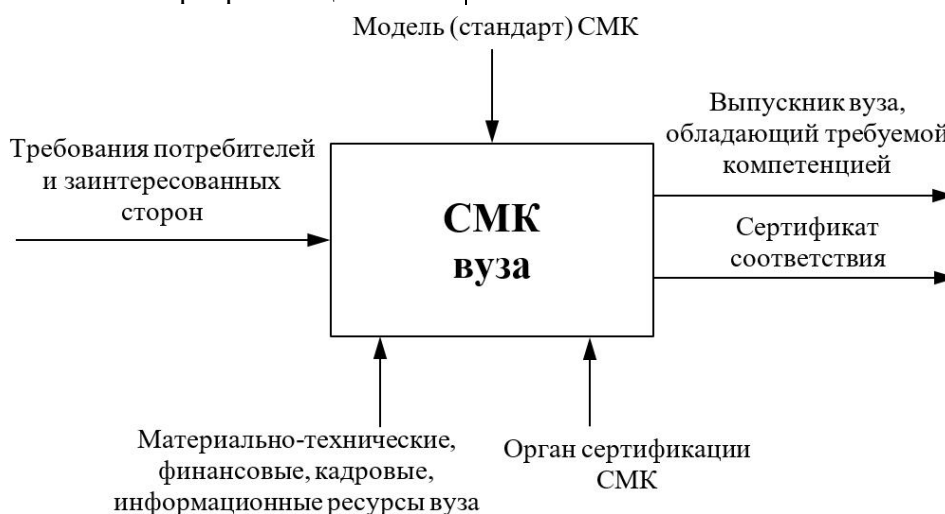 Модель (стандарт) СМК
Выпускник вуза,
обладающий требуемой
компетенцией
Требования потребителей
и заинтересованных
сторон
СМК
вуза
Сертификат
соответствия
Материально-технические,
финансовые, кадровые,
информационные ресурсы вуза
Орган сертификации
СМК